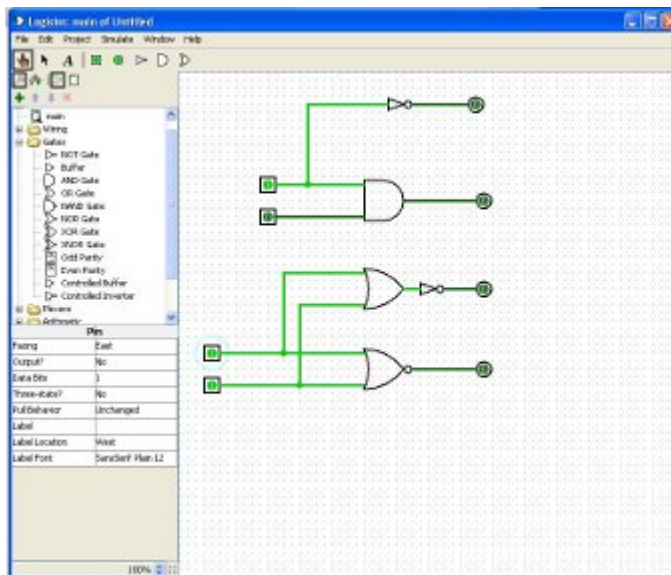 Logisim: main of Untitled
File Edit Project Simulate Window Help
A
main
Wiring
Gates
NOT Gate
Buffer
AND Gate
OR Gate
NAND Gate
NOR Gate
XOR Gate
XNOR Gate
Odd Parity
Even Parity
Controlled Buffer
Controlled Inverter
Plexers
Arithmetic
Pin
Facing East
Output? No
Data Bits 1
Three-state? No
Pull Behavior Unchanged
Label
Label Location West
Label Font SansSerif Plain 12
100%